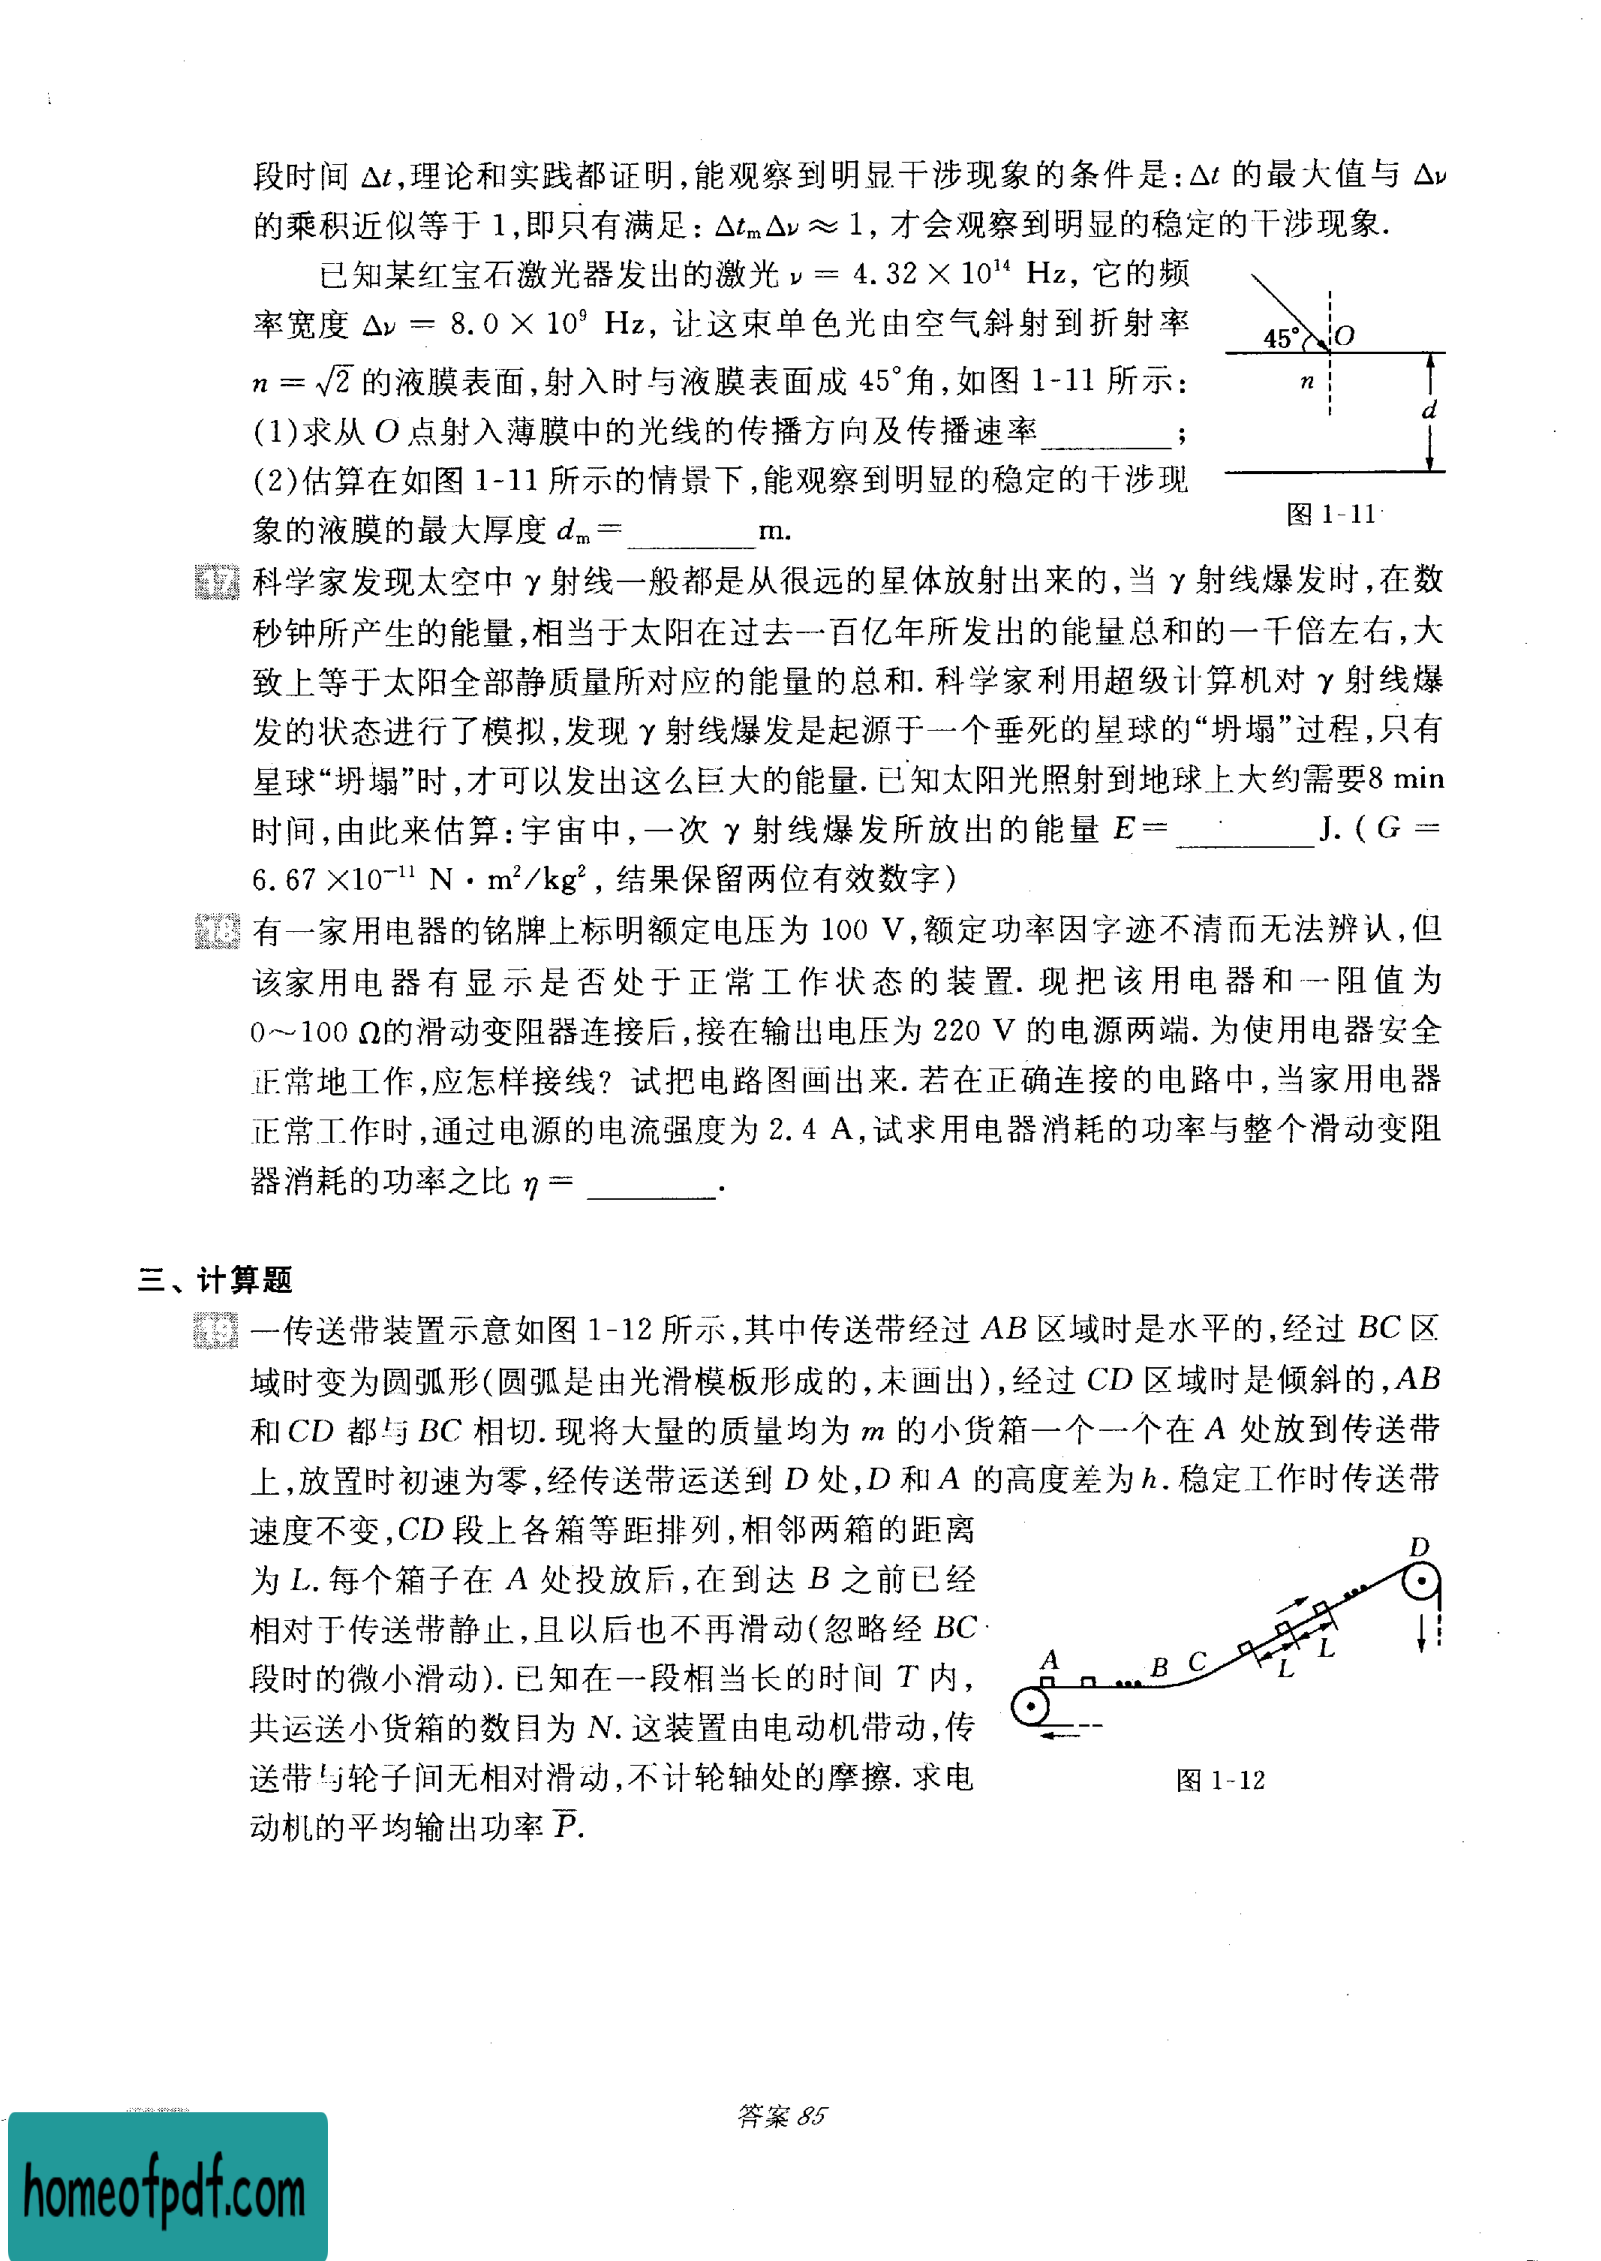 段时间 Δt,理论和实践都证明,能观察到明显干涉现象的条件是:Δt 的最大值与 Δν
的乘积近似等于 1,即只有满足: Δtₘ Δν ≈ 1, 才会观察到明显的稳定的干涉现象.
已知某红宝石激光器发出的激光 ν = 4.32 × 10¹⁴ Hz, 它的频
率宽度 Δν = 8.0 × 10⁹ Hz, 让这束单色光由空气斜射到折射率
n = √2 的液膜表面,射入时与液膜表面成 45°角,如图 1-11 所示:
(1)求从 O 点射入薄膜中的光线的传播方向及传播速率________;
(2)估算在如图 1-11 所示的情景下,能观察到明显的稳定的干涉现
象的液膜的最大厚度 dₘ=________m.
45° O
n
d
图 1-11
17 科学家发现太空中 γ 射线一般都是从很远的星体放射出来的,当 γ 射线爆发时,在数
秒钟所产生的能量,相当于太阳在过去一百亿年所发出的能量总和的一千倍左右,大
致上等于太阳全部静质量所对应的能量的总和. 科学家利用超级计算机对 γ 射线爆
发的状态进行了模拟,发现 γ 射线爆发是起源于一个垂死的星球的“坍塌”过程,只有
星球“坍塌”时,才可以发出这么巨大的能量. 已知太阳光照射到地球上大约需要8 min
时间,由此来估算:宇宙中,一次 γ 射线爆发所放出的能量 E=________J. ( G =
6.67 ×10⁻¹¹ N · m²/kg² , 结果保留两位有效数字)
18 有一家用电器的铭牌上标明额定电压为 100 V,额定功率因字迹不清而无法辨认,但
该家用电器有显示是否处于正常工作状态的装置. 现把该用电器和一阻值为
0~100 Ω的滑动变阻器连接后,接在输出电压为 220 V 的电源两端. 为使用电器安全
正常地工作,应怎样接线? 试把电路图画出来. 若在正确连接的电路中,当家用电器
正常工作时,通过电源的电流强度为 2.4 A,试求用电器消耗的功率与整个滑动变阻
器消耗的功率之比 η = ________.
三、计算题
19 一传送带装置示意如图 1-12 所示,其中传送带经过 AB 区域时是水平的,经过 BC 区
域时变为圆弧形(圆弧是由光滑模板形成的,未画出),经过 CD 区域时是倾斜的,AB
和 CD 都与 BC 相切. 现将大量的质量均为 m 的小货箱一个一个在 A 处放到传送带
上,放置时初速为零,经传送带运送到 D 处,D 和 A 的高度差为 h. 稳定工作时传送带
速度不变,CD 段上各箱等距排列,相邻两箱的距离
为 L. 每个箱子在 A 处投放后,在到达 B 之前已经
相对于传送带静止,且以后也不再滑动(忽略经 BC
段时的微小滑动). 已知在一段相当长的时间 T 内,
共运送小货箱的数目为 N. 这装置由电动机带动,传
送带与轮子间无相对滑动,不计轮轴处的摩擦. 求电
动机的平均输出功率 P̅.
A B C L L D
图 1-12
答案 85
homeofpdf.com